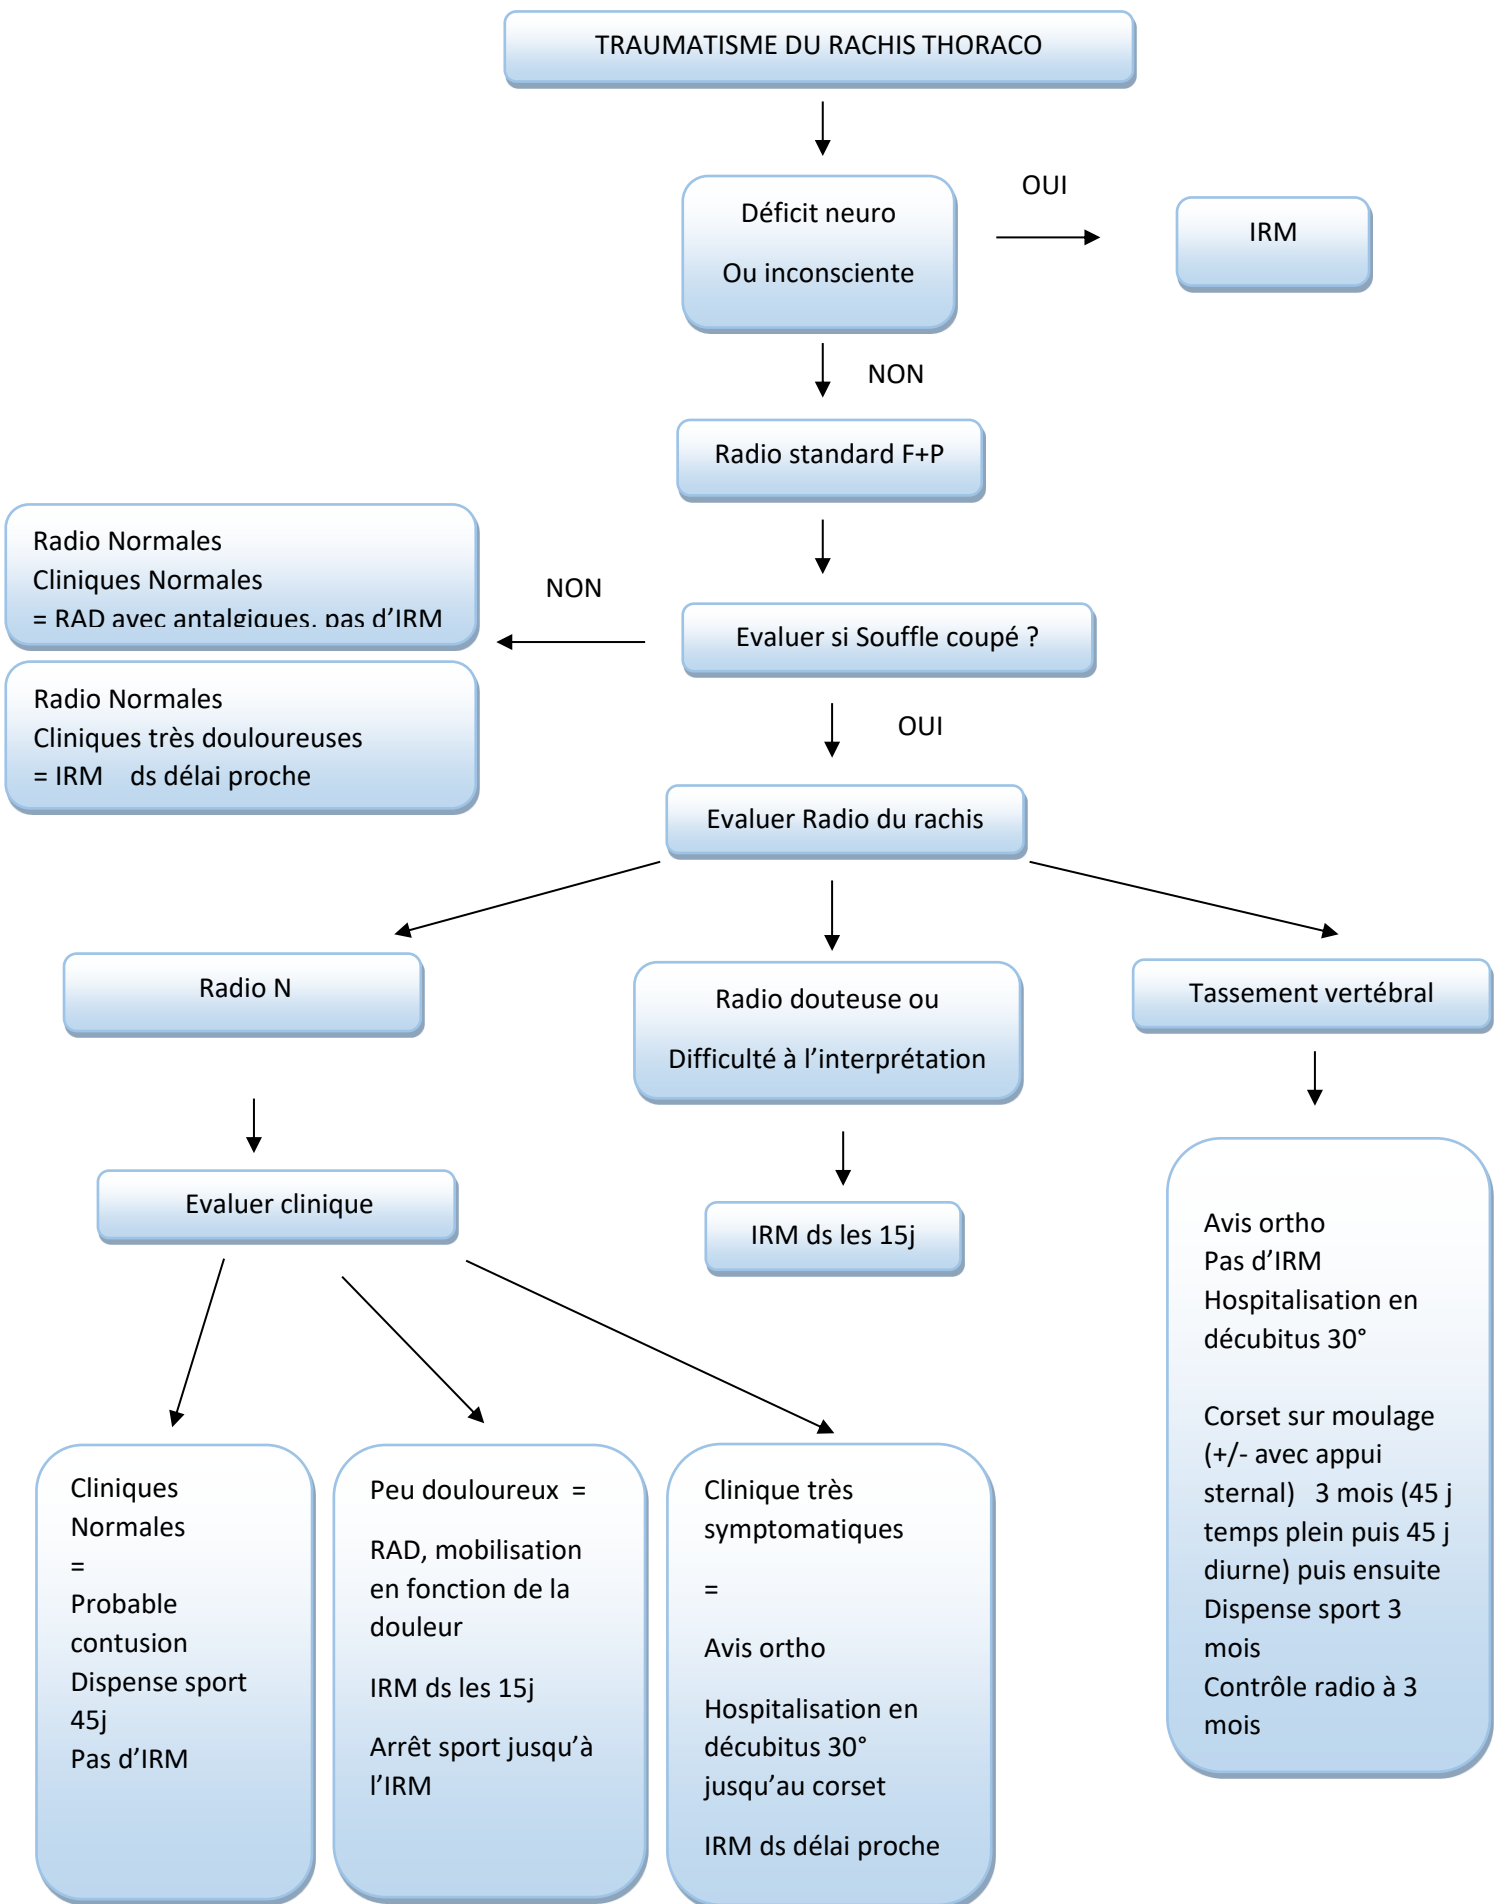 TRAUMATISME DU RACHIS THORACO
Déficit neuro
Ou inconsciente
OUI
IRM
NON
Radio standard F+P
Radio Normales
Cliniques Normales
= RAD avec antalgiques, pas d'IRM
NON
Evaluer si Souffle coupé ?
Radio Normales
Cliniques très douloureuses
= IRM ds délai proche
OUI
Evaluer Radio du rachis
Radio N
Radio douteuse ou
Difficulté à l'interprétation
Tassement vertébral
Evaluer clinique
IRM ds les 15j
Avis ortho
Pas d'IRM
Hospitalisation en
décubitus 30°
Corset sur moulage
(+/- avec appui
sternal) 3 mois (45 j
temps plein puis 45 j
diurne) puis ensuite
Dispense sport 3
mois
Contrôle radio à 3
mois
Cliniques
Normales
=
Probable
contusion
Dispense sport
45j
Pas d'IRM
Peu douloureux =
RAD, mobilisation
en fonction de la
douleur
IRM ds les 15j
Arrêt sport jusqu'à
l'IRM
Clinique très
symptomatiques
=
Avis ortho
Hospitalisation en
décubitus 30°
jusqu'au corset
IRM ds délai proche